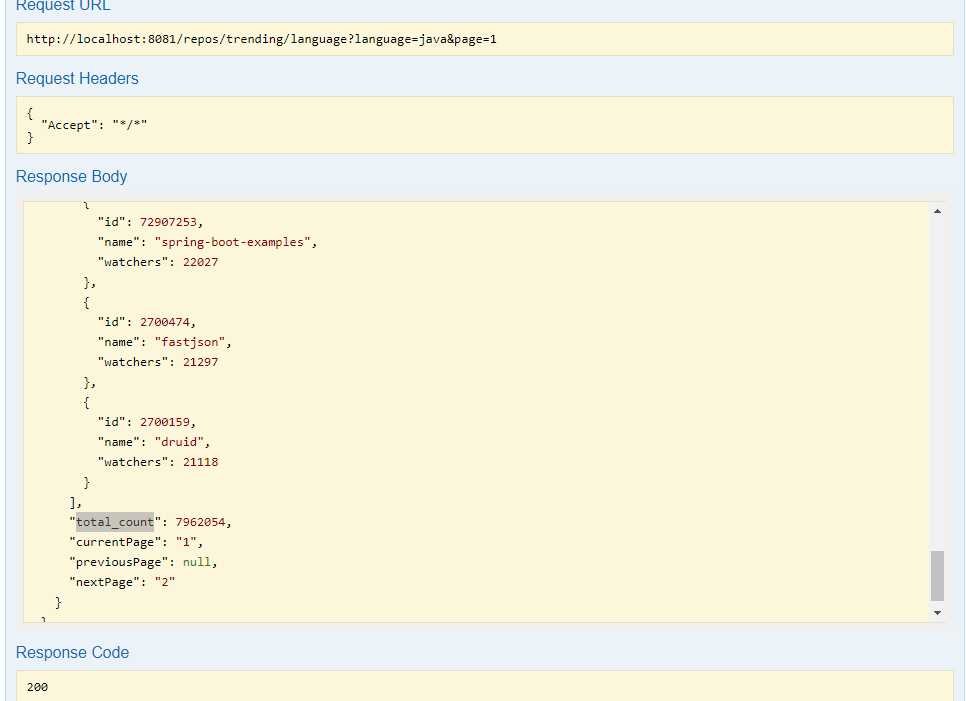 Request URL
http://localhost:8081/repos/trending/language?language=java&page=1
Request Headers
{
"Accept": "*/*"
}
Response Body
{
"id": 72907253,
"name": "spring-boot-examples",
"watchers": 22027
},
{
"id": 2700474,
"name": "fastjson",
"watchers": 21297
},
{
"id": 2700159,
"name": "druid",
"watchers": 21118
}
],
"total_count": 7962054,
"currentPage": "1",
"previousPage": null,
"nextPage": "2"
}
}
Response Code
200